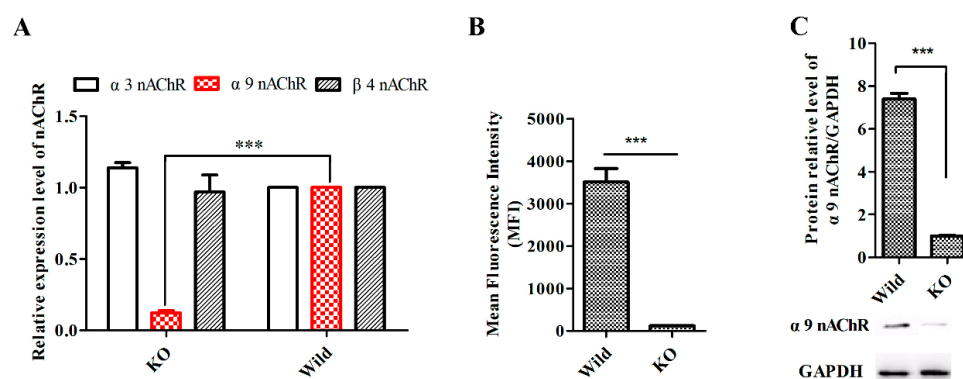 A
α 3 nAChR
α 9 nAChR
β 4 nAChR
Relative expression level of nAChR
1.5
1.0
0.5
0.0
***
KO
Wild
B
Mean Fluorescence Intensity
(MFI)
5000
4000
3000
2000
1000
0
***
Wild
KO
C
Protein relative level of
α 9 nAChR/GAPDH
10
8
6
4
2
0
***
Wild
KO
α 9 nAChR
GAPDH